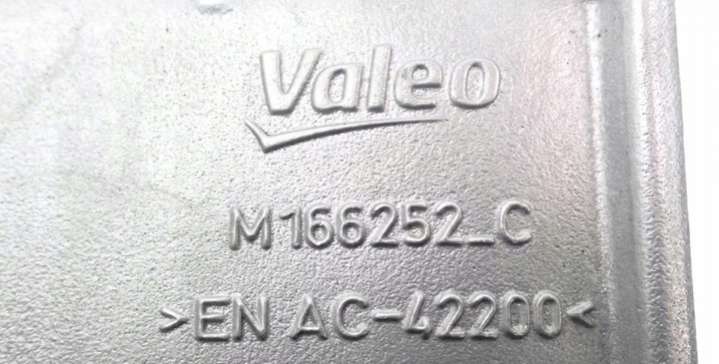 Valeo
M166252_C
>EN AC-42200<